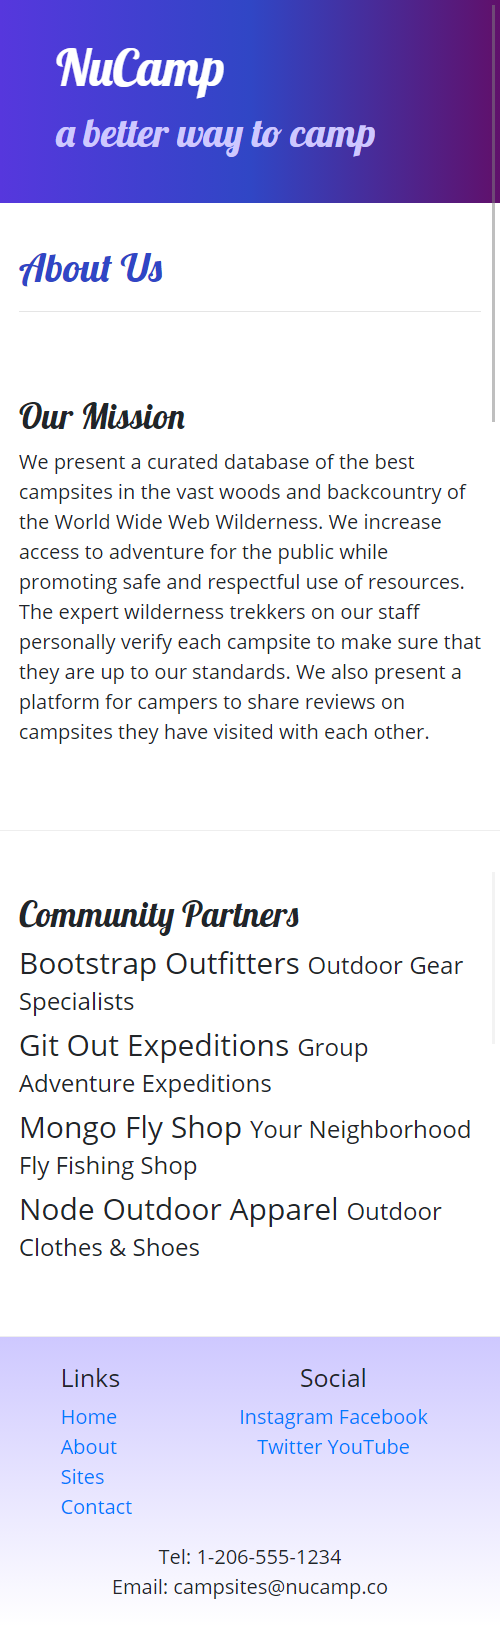 NuCamp
a better way to camp
About Us
Our Mission
We present a curated database of the best
campsites in the vast woods and backcountry of
the World Wide Web Wilderness. We increase
access to adventure for the public while
promoting safe and respectful use of resources.
The expert wilderness trekkers on our staff
personally verify each campsite to make sure that
they are up to our standards. We also present a
platform for campers to share reviews on
campsites they have visited with each other.
Community Partners
Bootstrap Outfitters Outdoor Gear
Specialists
Git Out Expeditions Group
Adventure Expeditions
Mongo Fly Shop Your Neighborhood
Fly Fishing Shop
Node Outdoor Apparel Outdoor
Clothes & Shoes
Links
Home
About
Sites
Contact
Social
Instagram Facebook
Twitter YouTube
Tel: 1-206-555-1234
Email: campsites@nucamp.co